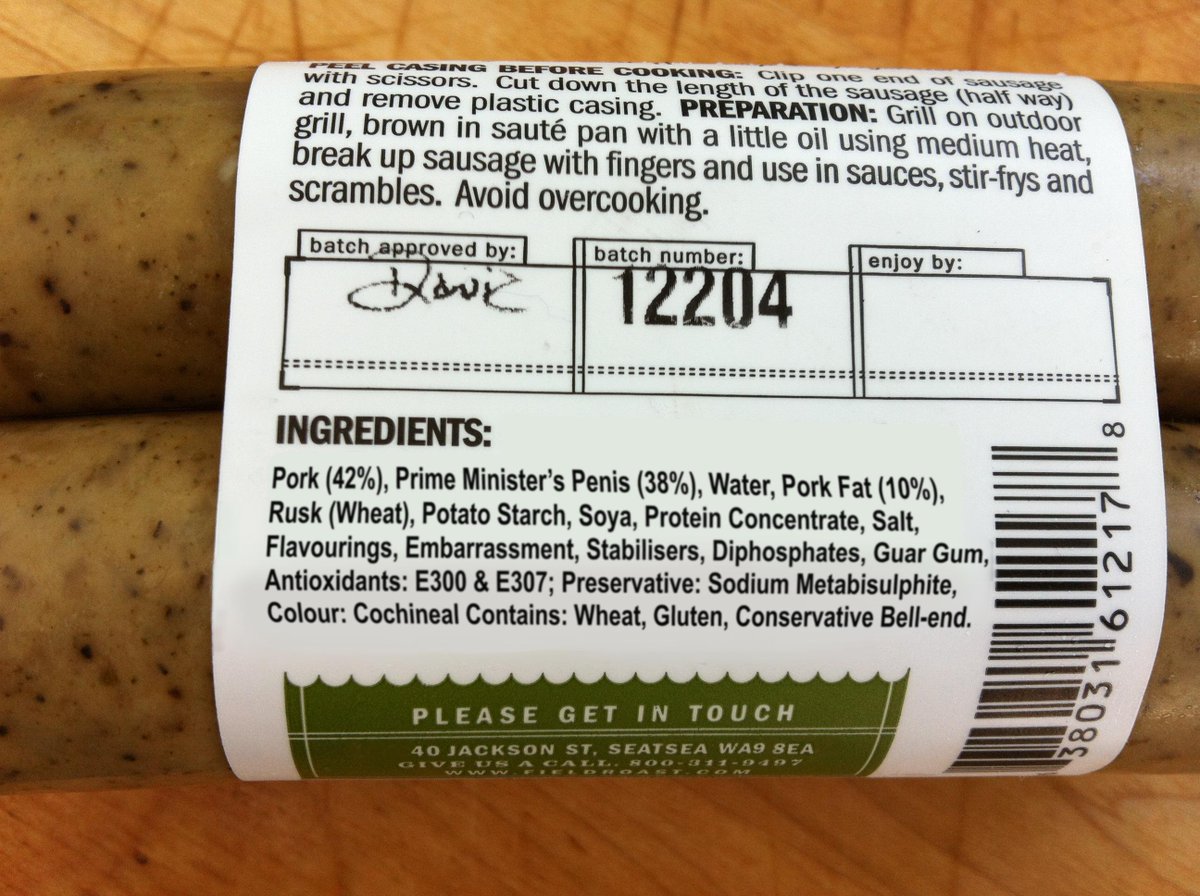 PEEL CASING BEFORE COOKING: Clip one end of sausage
with scissors. Cut down the length of the sausage (half way)
and remove plastic casing. PREPARATION: Grill on outdoor
grill, brown in sauté pan with a little oil using medium heat,
break up sausage with fingers and use in sauces, stir-frys and
scrambles. Avoid overcooking.
batch approved by:
batch number:
enjoy by:
12204
INGREDIENTS:
Pork (42%), Prime Minister's Penis (38%), Water, Pork Fat (10%),
Rusk (Wheat), Potato Starch, Soya, Protein Concentrate, Salt,
Flavourings, Embarrassment, Stabilisers, Diphosphates, Guar Gum,
Antioxidants: E300 & E307; Preservative: Sodium Metabisulphite,
Colour: Cochineal Contains: Wheat, Gluten, Conservative Bell-end.
38031 61217 8
PLEASE GET IN TOUCH
40 JACKSON ST, SEATSEA WA9 8EA
GIVE US A CALL. 800-311-9497
WWW.FIELDROAST.COM